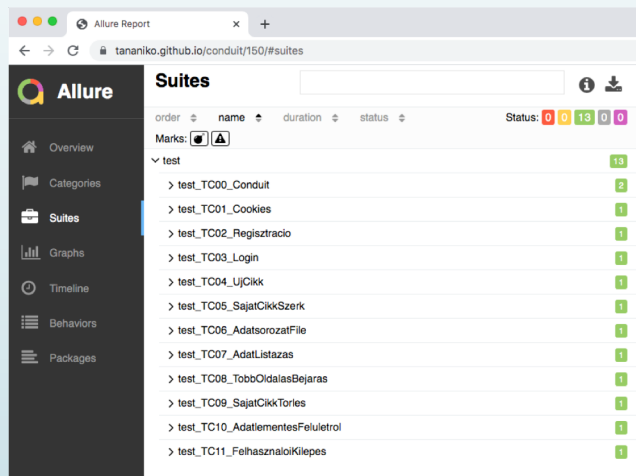 Allure Report
tananiko.github.io/conduit/150/#suites
Allure
Overview
Categories
Suites
Graphs
Timeline
Behaviors
Packages
Suites
order name duration status Status: 0 0 13 0 0
Marks:
test 13
test_TC00_Conduit 2
test_TC01_Cookies 1
test_TC02_Regisztracio 1
test_TC03_Login 1
test_TC04_UjCikk 1
test_TC05_SajatCikkSzerk 1
test_TC06_AdatsorozatFile 1
test_TC07_AdatListazas 1
test_TC08_TobbOldalasBejaras 1
test_TC09_SajatCikkTorles 1
test_TC10_AdatlementesFeluletrol 1
test_TC11_FelhasznaloiKilepes 1